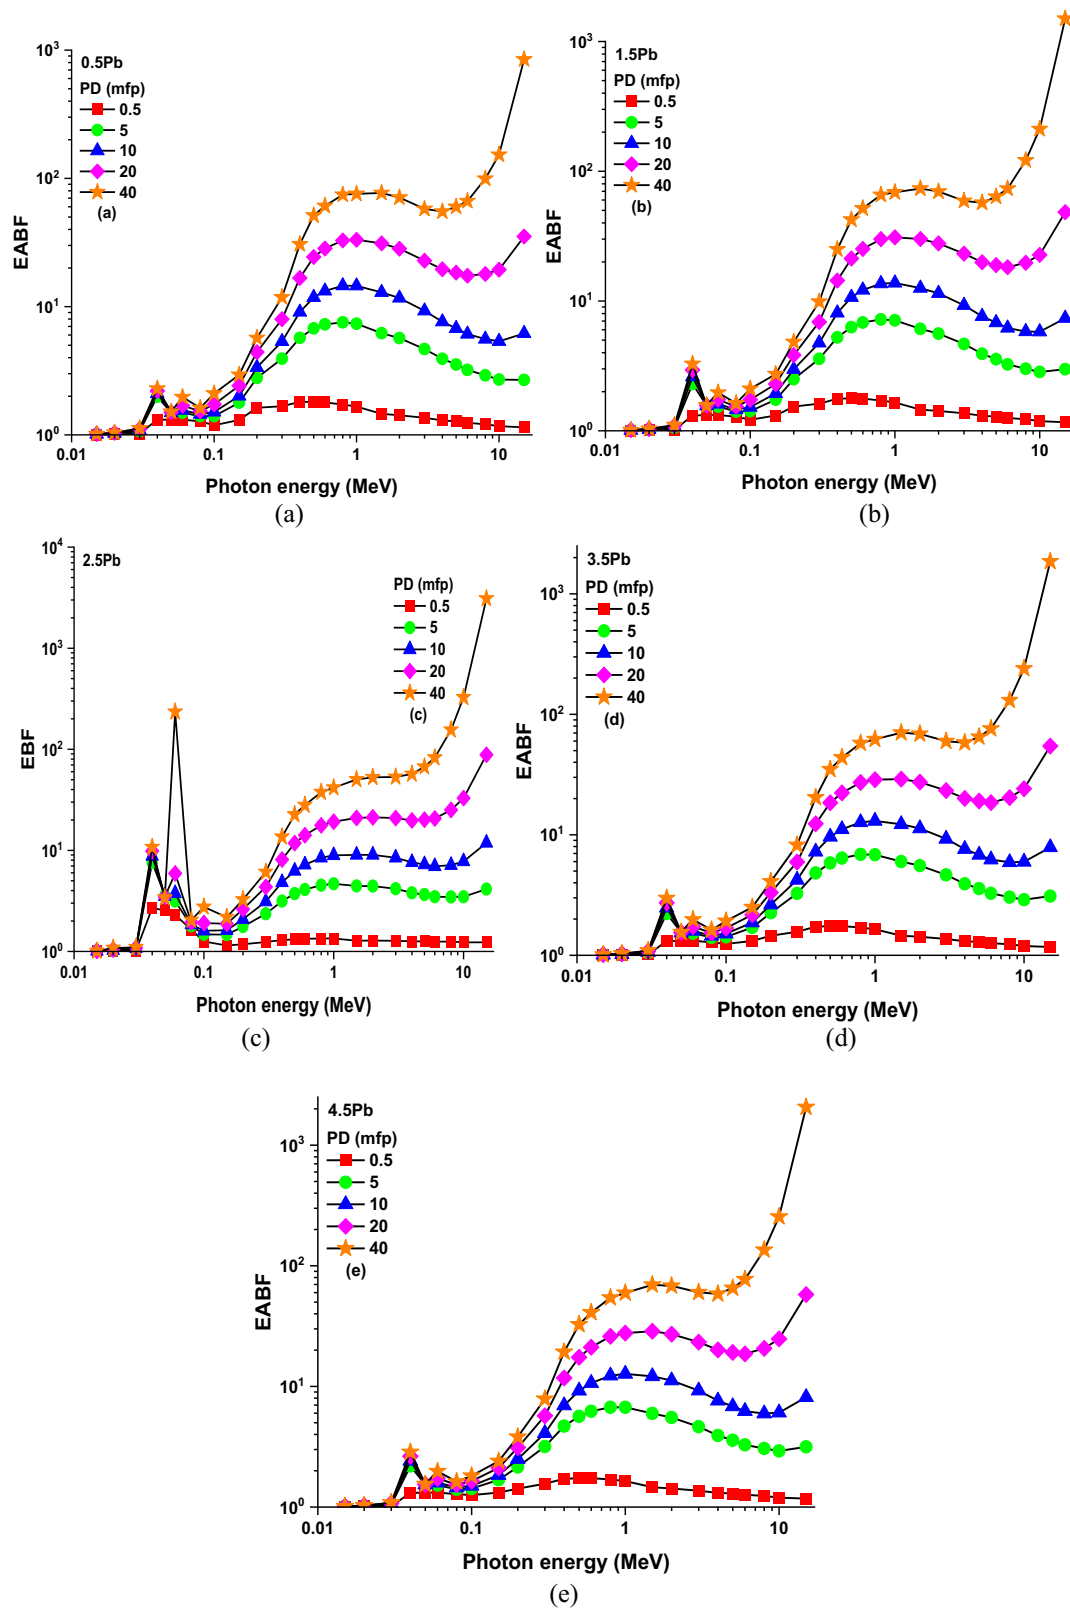 0.5Pb
PD (mfp)
0.5
5
10
20
40
(a)
10³
10²
10¹
10⁰
EABF
0.01
0.1
1
10
Photon energy (MeV)
(a)
1.5Pb
PD (mfp)
0.5
5
10
20
40
(b)
10³
10²
10¹
10⁰
EABF
0.01
0.1
1
10
Photon energy (MeV)
(b)
2.5Pb
PD (mfp)
0.5
5
10
20
40
(c)
10⁴
10³
10²
10¹
10⁰
EBF
0.01
0.1
1
10
Photon energy (MeV)
(c)
3.5Pb
PD (mfp)
0.5
5
10
20
40
(d)
10³
10²
10¹
10⁰
EABF
0.01
0.1
1
10
Photon energy (MeV)
(d)
4.5Pb
PD (mfp)
0.5
5
10
20
40
(e)
10³
10²
10¹
10⁰
EABF
0.01
0.1
1
10
Photon energy (MeV)
(e)